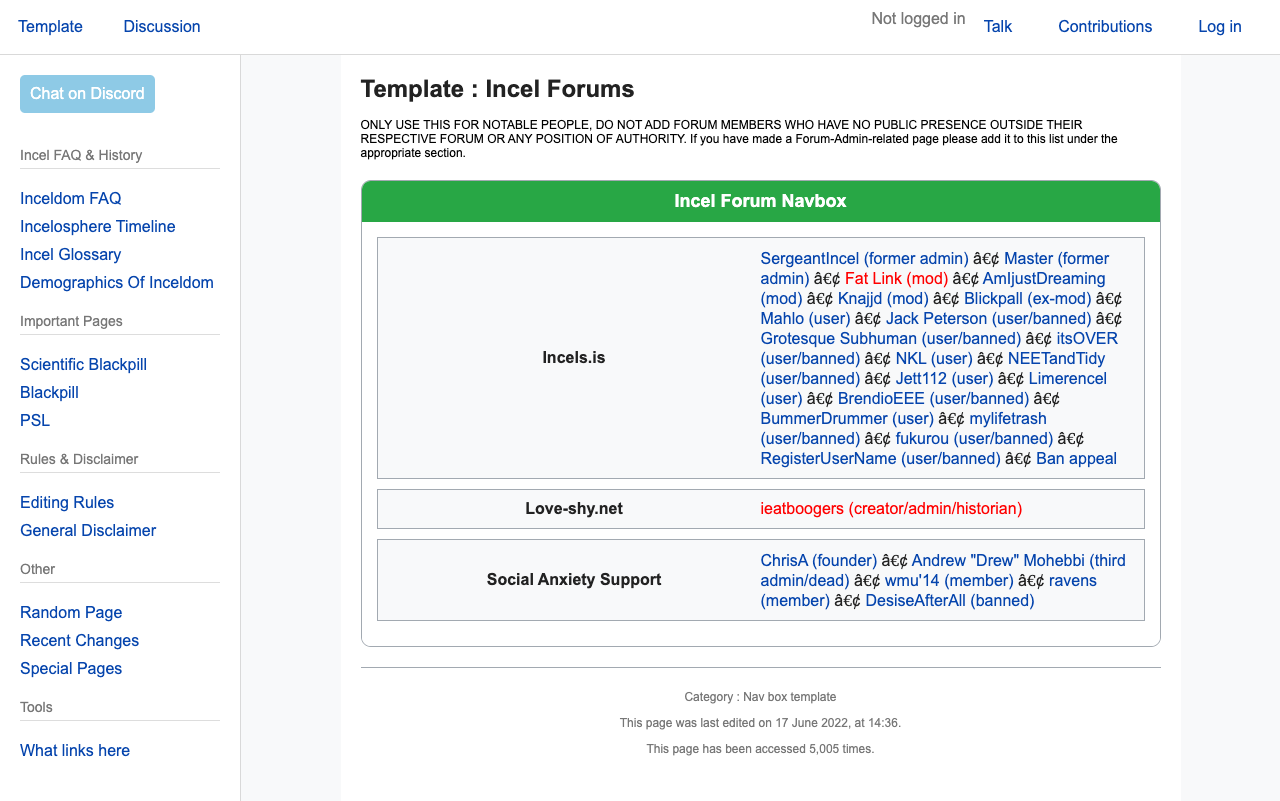 Template
Discussion
Not logged in
Talk
Contributions
Log in
Chat on Discord
Incel FAQ & History
Inceldom FAQ
Incelosphere Timeline
Incel Glossary
Demographics Of Inceldom
Important Pages
Scientific Blackpill
Blackpill
PSL
Rules & Disclaimer
Editing Rules
General Disclaimer
Other
Random Page
Recent Changes
Special Pages
Tools
What links here
Template : Incel Forums
ONLY USE THIS FOR NOTABLE PEOPLE, DO NOT ADD FORUM MEMBERS WHO HAVE NO PUBLIC PRESENCE OUTSIDE THEIR
RESPECTIVE FORUM OR ANY POSITION OF AUTHORITY. If you have made a Forum-Admin-related page please add it to this list under the
appropriate section.
Incel Forum Navbox
Incels.is
SergeantIncel (former admin) â€¢ Master (former
admin) â€¢ Fat Link (mod) â€¢ AmIjustDreaming
(mod) â€¢ Knajjd (mod) â€¢ Blickpall (ex-mod) â€¢
Mahlo (user) â€¢ Jack Peterson (user/banned) â€¢
Grotesque Subhuman (user/banned) â€¢ itsOVER
(user/banned) â€¢ NKL (user) â€¢ NEETandTidy
(user/banned) â€¢ Jett112 (user) â€¢ Limerencel
(user) â€¢ BrendioEEE (user/banned) â€¢
BummerDrummer (user) â€¢ mylifetrash
(user/banned) â€¢ fukurou (user/banned) â€¢
RegisterUserName (user/banned) â€¢ Ban appeal
Love-shy.net
ieatboogers (creator/admin/historian)
Social Anxiety Support
ChrisA (founder) â€¢ Andrew "Drew" Mohebbi (third
admin/dead) â€¢ wmu'14 (member) â€¢ ravens
(member) â€¢ DesiseAfterAll (banned)
Category : Nav box template
This page was last edited on 17 June 2022, at 14:36.
This page has been accessed 5,005 times.